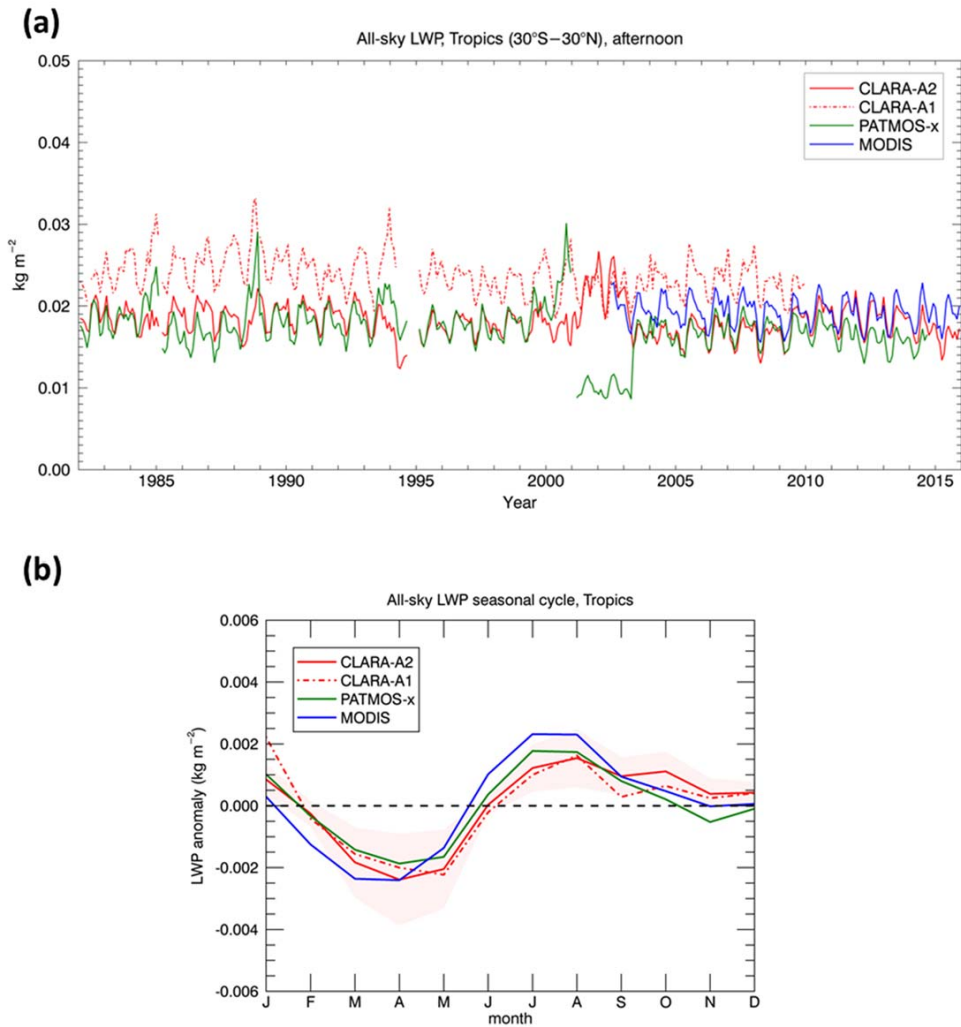 (a)
All-sky LWP, Tropics (30°S−30°N), afternoon
0.05
0.04
0.03
0.02
0.01
0.00
kg m⁻²
CLARA-A2
CLARA-A1
PATMOS-x
MODIS
1985 1990 1995 2000 2005 2010 2015
Year
(b)
All-sky LWP seasonal cycle, Tropics
0.006
0.004
0.002
0.000
-0.002
-0.004
-0.006
LWP anomaly (kg m⁻²)
CLARA-A2
CLARA-A1
PATMOS-x
MODIS
J F M A M J J A S O N D
month